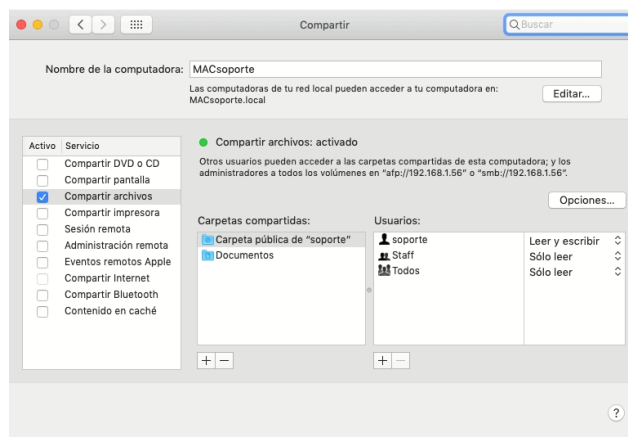 Compartir
Buscar
Nombre de la computadora: MACsoporte
Las computadoras de tu red local pueden acceder a tu computadora en:
MACsoporte.local
Editar...
Activo Servicio
Compartir DVD o CD
Compartir pantalla
Compartir archivos
Compartir impresora
Sesión remota
Administración remota
Eventos remotos Apple
Compartir Internet
Compartir Bluetooth
Contenido en caché
Compartir archivos: activado
Otros usuarios pueden acceder a las carpetas compartidas de esta computadora; y los
administradores a todos los volúmenes en “afp://192.168.1.56” o “smb://192.168.1.56”.
Opciones...
Carpetas compartidas:
Carpeta pública de “soporte”
Documentos
Usuarios:
soporte Leer y escribir
Staff Sólo leer
Todos Sólo leer
+ −
+ −
?